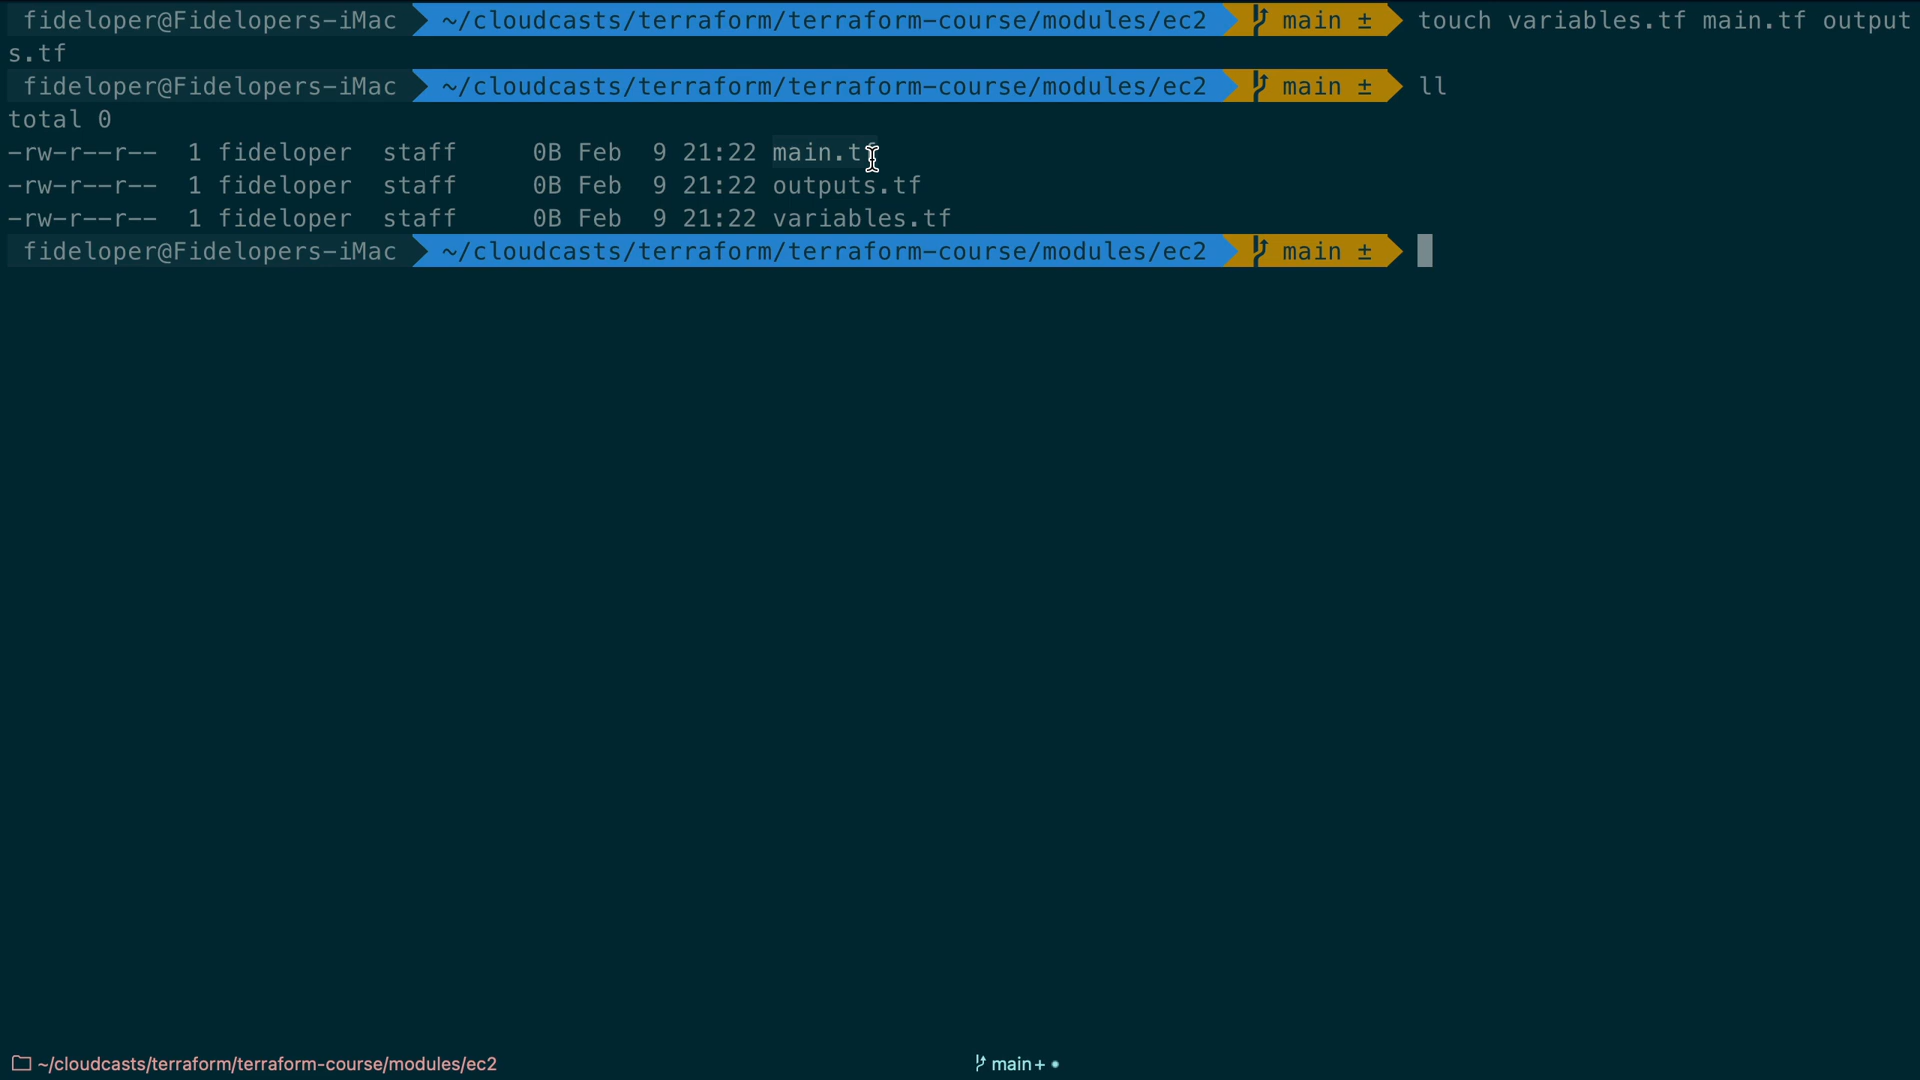 fideloper@Fidelopers-iMac ~/cloudcasts/terraform/terraform-course/modules/ec2 main ± touch variables.tf main.tf output
s.tf
fideloper@Fidelopers-iMac ~/cloudcasts/terraform/terraform-course/modules/ec2 main ± ll
total 0
-rw-r--r--  1 fideloper  staff     0B Feb  9 21:22 main.tf
-rw-r--r--  1 fideloper  staff     0B Feb  9 21:22 outputs.tf
-rw-r--r--  1 fideloper  staff     0B Feb  9 21:22 variables.tf
fideloper@Fidelopers-iMac ~/cloudcasts/terraform/terraform-course/modules/ec2 main ±
~/cloudcasts/terraform/terraform-course/modules/ec2 main+ •